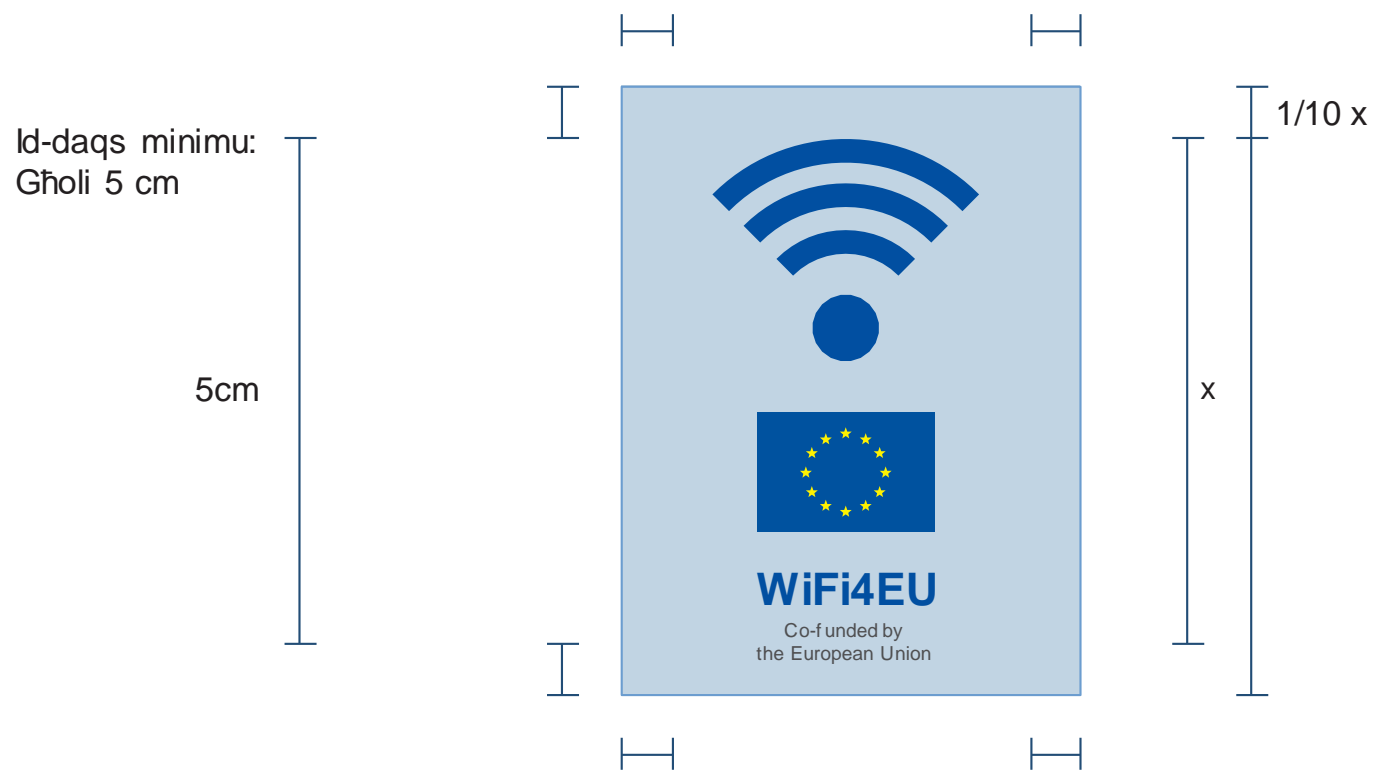 1/10 x
Id-daqs minimu:
Għoli 5 cm
5cm
x
WiFi4EU
Co-funded by
the European Union